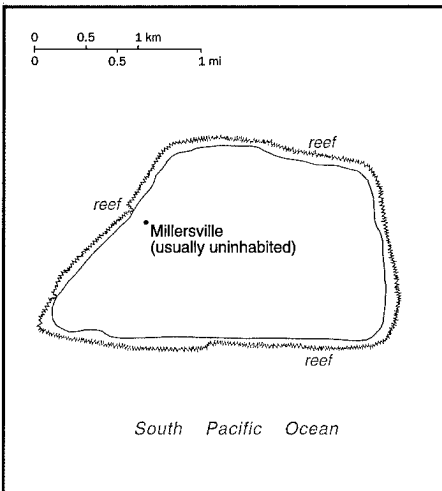 0 0.5 1 km
0 0.5 1 mi
reef
reef
Millersville
(usually uninhabited)
reef
South Pacific Ocean